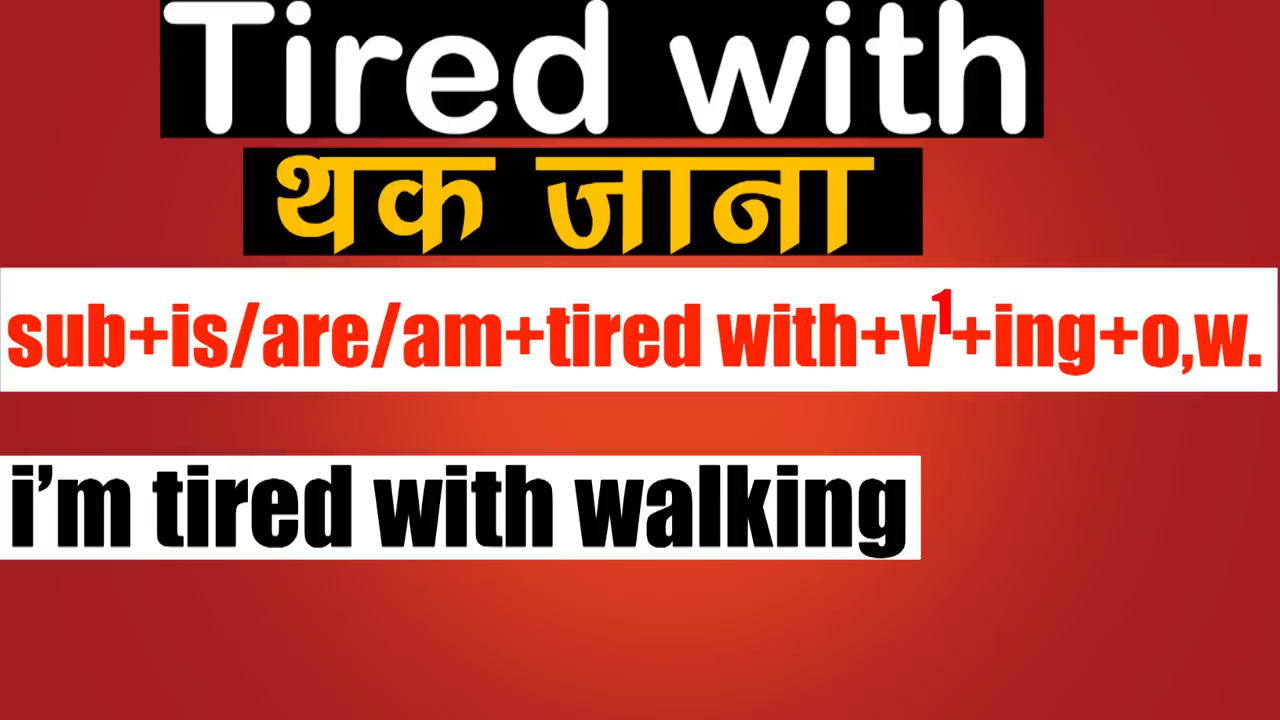 Tired with
थक जाना
sub+is/are/am+tired with+v¹+ing+o,w.
i’m tired with walking